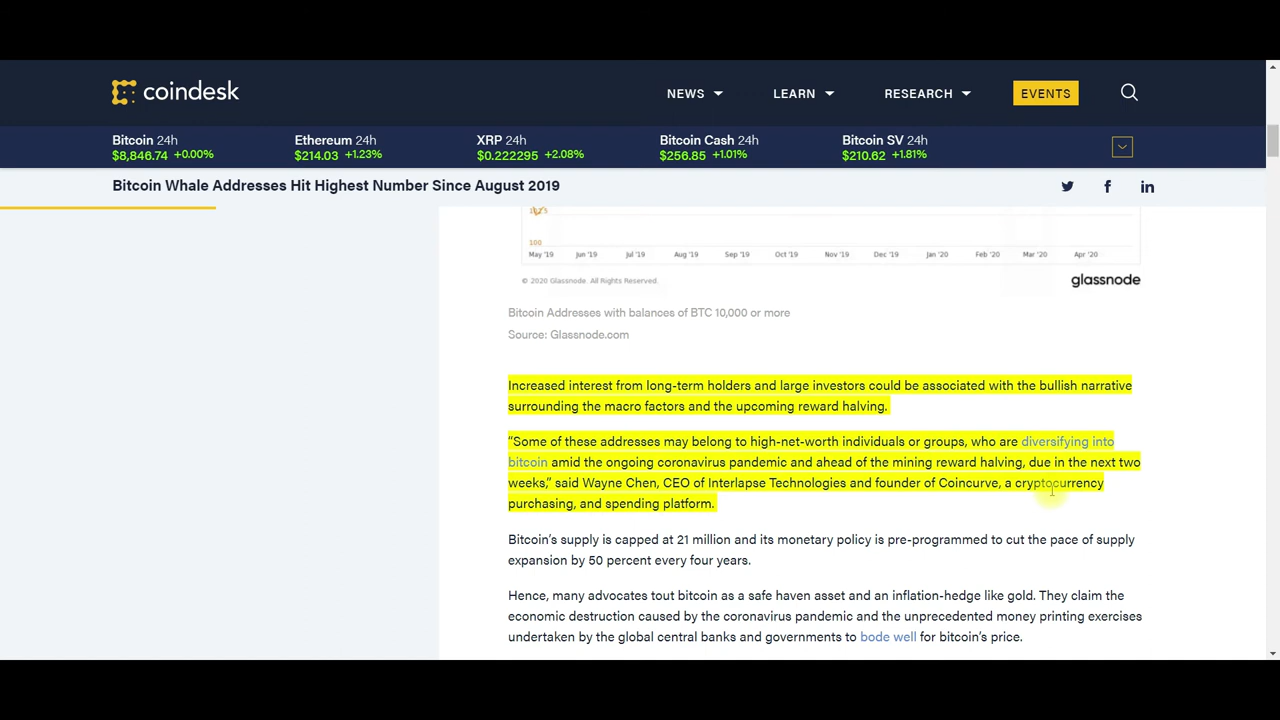 coindesk
NEWS
LEARN
RESEARCH
EVENTS
Bitcoin 24h
$8,846.74 +0.00%
Ethereum 24h
$214.03 +1.23%
XRP 24h
$0.222295 +2.08%
Bitcoin Cash 24h
$256.85 +1.01%
Bitcoin SV 24h
$210.62 +1.81%
Bitcoin Whale Addresses Hit Highest Number Since August 2019
100
May '19 Jun '19 Jul '19 Aug '19 Sep '19 Oct '19 Nov '19 Dec '19 Jan '20 Feb '20 Mar '20 Apr '20
© 2020 Glassnode. All Rights Reserved.
glassnode
Bitcoin Addresses with balances of BTC 10,000 or more
Source: Glassnode.com
Increased interest from long-term holders and large investors could be associated with the bullish narrative
surrounding the macro factors and the upcoming reward halving.
“Some of these addresses may belong to high-net-worth individuals or groups, who are diversifying into
bitcoin amid the ongoing coronavirus pandemic and ahead of the mining reward halving, due in the next two
weeks,” said Wayne Chen, CEO of Interlapse Technologies and founder of Coincurve, a cryptocurrency
purchasing, and spending platform.
Bitcoin’s supply is capped at 21 million and its monetary policy is pre-programmed to cut the pace of supply
expansion by 50 percent every four years.
Hence, many advocates tout bitcoin as a safe haven asset and an inflation-hedge like gold. They claim the
economic destruction caused by the coronavirus pandemic and the unprecedented money printing exercises
undertaken by the global central banks and governments to bode well for bitcoin’s price.